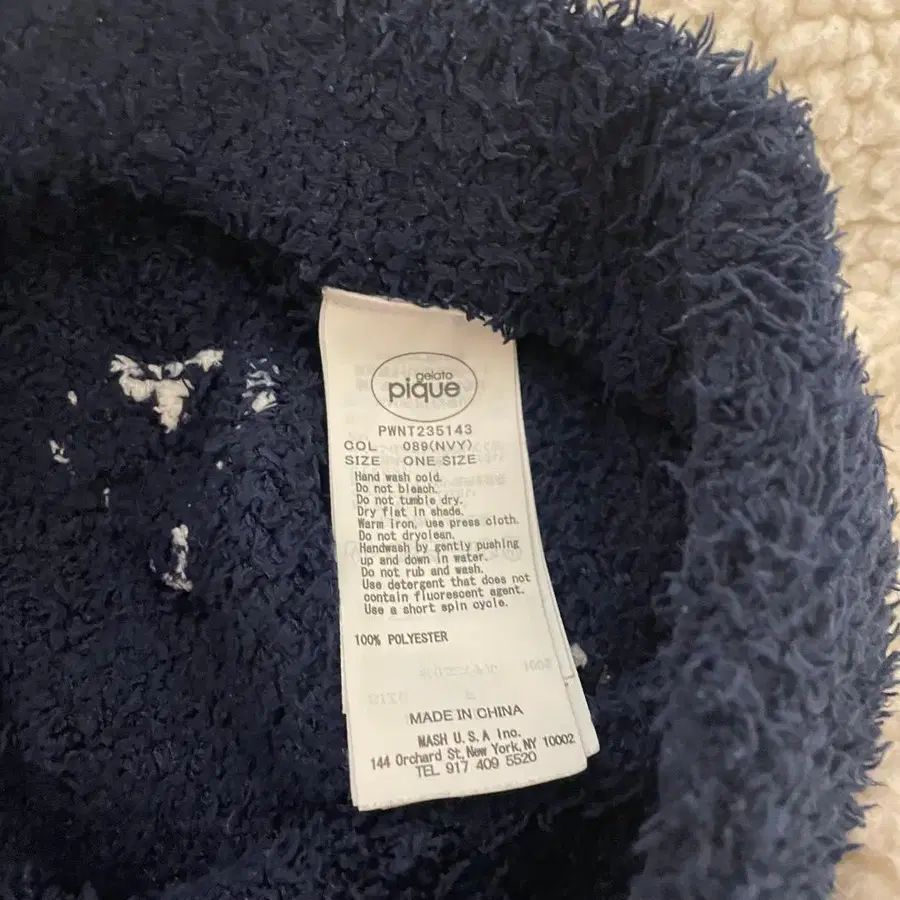 gelato
pique
PWNT235143
COL 089(NVY)
SIZE ONE SIZE
Hand wash cold.
Do not bleach.
Do not tumble dry.
Dry flat in shade.
Warm iron, use press cloth.
Do not dryclean.
Handwash by gently pushing
up and down in water.
Do not rub and wash.
Use detergent that does not
contain fluorescent agent.
Use a short spin cycle.
100% POLYESTER
MADE IN CHINA
MASH U.S.A Inc.
144 Orchard St, New York, NY 10002
TEL 917 409 5520